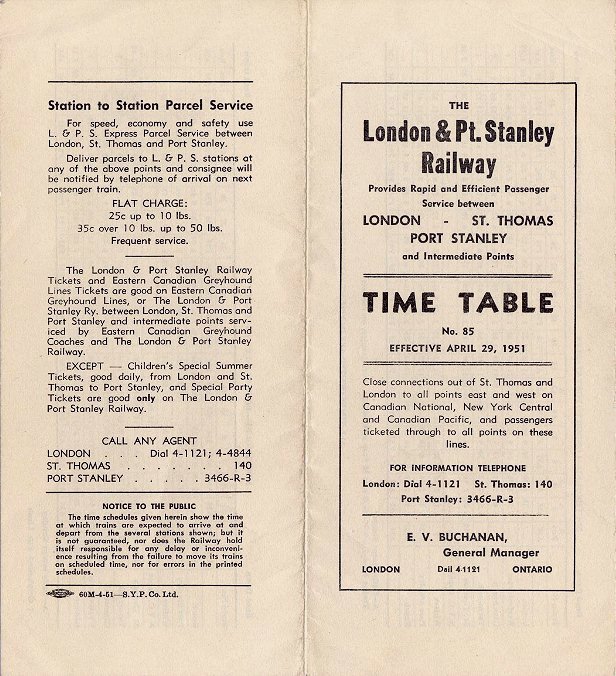 Station to Station Parcel Service
For speed, economy and safety use
L. & P. S. Express Parcel Service between
London, St. Thomas and Port Stanley.
Deliver parcels to L. & P. S. stations at
any of the above points and consignee will
be notified by telephone of arrival on next
passenger train.
FLAT CHARGE:
25c up to 10 lbs.
35c over 10 lbs. up to 50 lbs.
Frequent service.
The London & Port Stanley Railway
Tickets and Eastern Canadian Greyhound
Lines Tickets are good on Eastern Canadian
Greyhound Lines, or The London & Port
Stanley Ry. between London, St. Thomas and
Port Stanley and intermediate points serv-
iced by Eastern Canadian Greyhound
Coaches and The London & Port Stanley
Railway.
EXCEPT — Children's Special Summer
Tickets, good daily, from London and St.
Thomas to Port Stanley, and Special Party
Tickets are good only on The London &
Port Stanley Railway.
CALL ANY AGENT
LONDON . . . Dial 4-1121; 4-4844
ST. THOMAS . . . . . . . 140
PORT STANLEY . . . . . 3466-R-3
NOTICE TO THE PUBLIC
The time schedules given herein show the time
at which trains are expected to arrive at and
depart from the several stations shown; but it
is not guaranteed, nor does the Railway hold
itself responsible for any delay or inconveni-
ence resulting from the failure to move its trains
on scheduled time, nor for errors in the printed
schedules.
60M-4-51—S.Y.P. Co. Ltd.
THE
London & Pt. Stanley
Railway
Provides Rapid and Efficient Passenger
Service between
LONDON - ST. THOMAS
PORT STANLEY
and Intermediate Points
TIME TABLE
No. 85
EFFECTIVE APRIL 29, 1951
Close connections out of St. Thomas and
London to all points east and west on
Canadian National, New York Central
and Canadian Pacific, and passengers
ticketed through to all points on these
lines.
FOR INFORMATION TELEPHONE
London: Dial 4-1121 St. Thomas: 140
Port Stanley: 3466-R-3
E. V. BUCHANAN,
General Manager
LONDON Dail 4-1121 ONTARIO